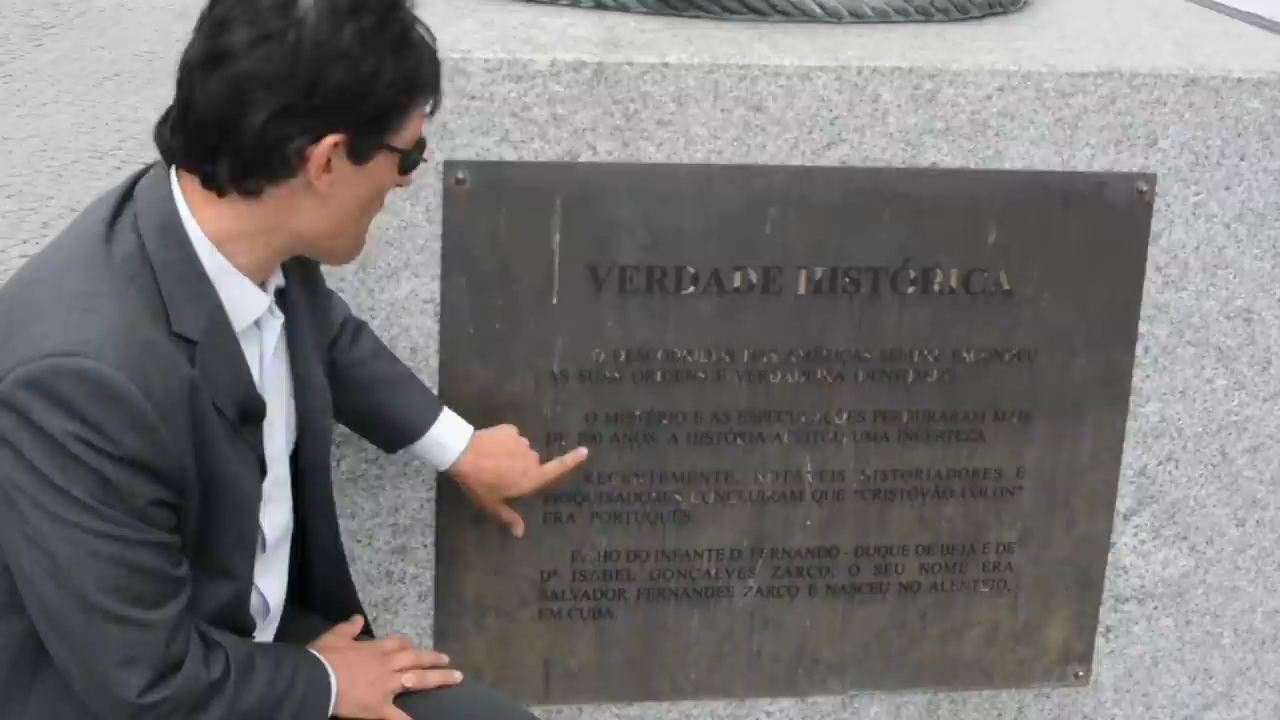 VERDADE HISTÓRICA
O DESCOBRIDOR DAS AMÉRICAS SEMPRE ESCONDEU
AS SUAS ORIGENS E VERDADEIRA IDENTIDADE.
O MISTÉRIO E AS ESPECULAÇÕES PERDURARAM MAIS
DE 500 ANOS. A HISTÓRIA ACEITOU UMA INCERTEZA
RECENTEMENTE, NOTÁVEIS HISTORIADORES E
PESQUISADORES CONCLUIRAM QUE "CRISTÓVÃO COLON"
ERA PORTUGUÊS.
FILHO DO INFANTE D. FERNANDO - DUQUE DE BEJA E DE
Dª ISABEL GONÇALVES ZARCO, O SEU NOME ERA
SALVADOR FERNANDES ZARCO E NASCEU NO ALENTEJO,
EM CUBA.